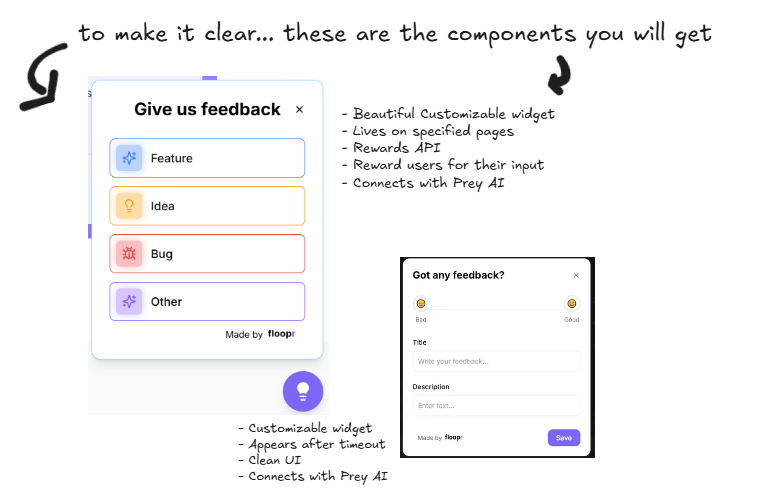 to make it clear... these are the components you will get
Give us feedback
Feature
Idea
Bug
Other
Made by floopr
- Beautiful Customizable widget
- Lives on specified pages
- Rewards API
- Reward users for their input
- Connects with Prey AI
Got any feedback?
Bad
Good
Title
Write your feedback...
Description
Enter text...
Made by floopr
Save
- Customizable widget
- Appears after timeout
- Clean UI
- Connects with Prey AI